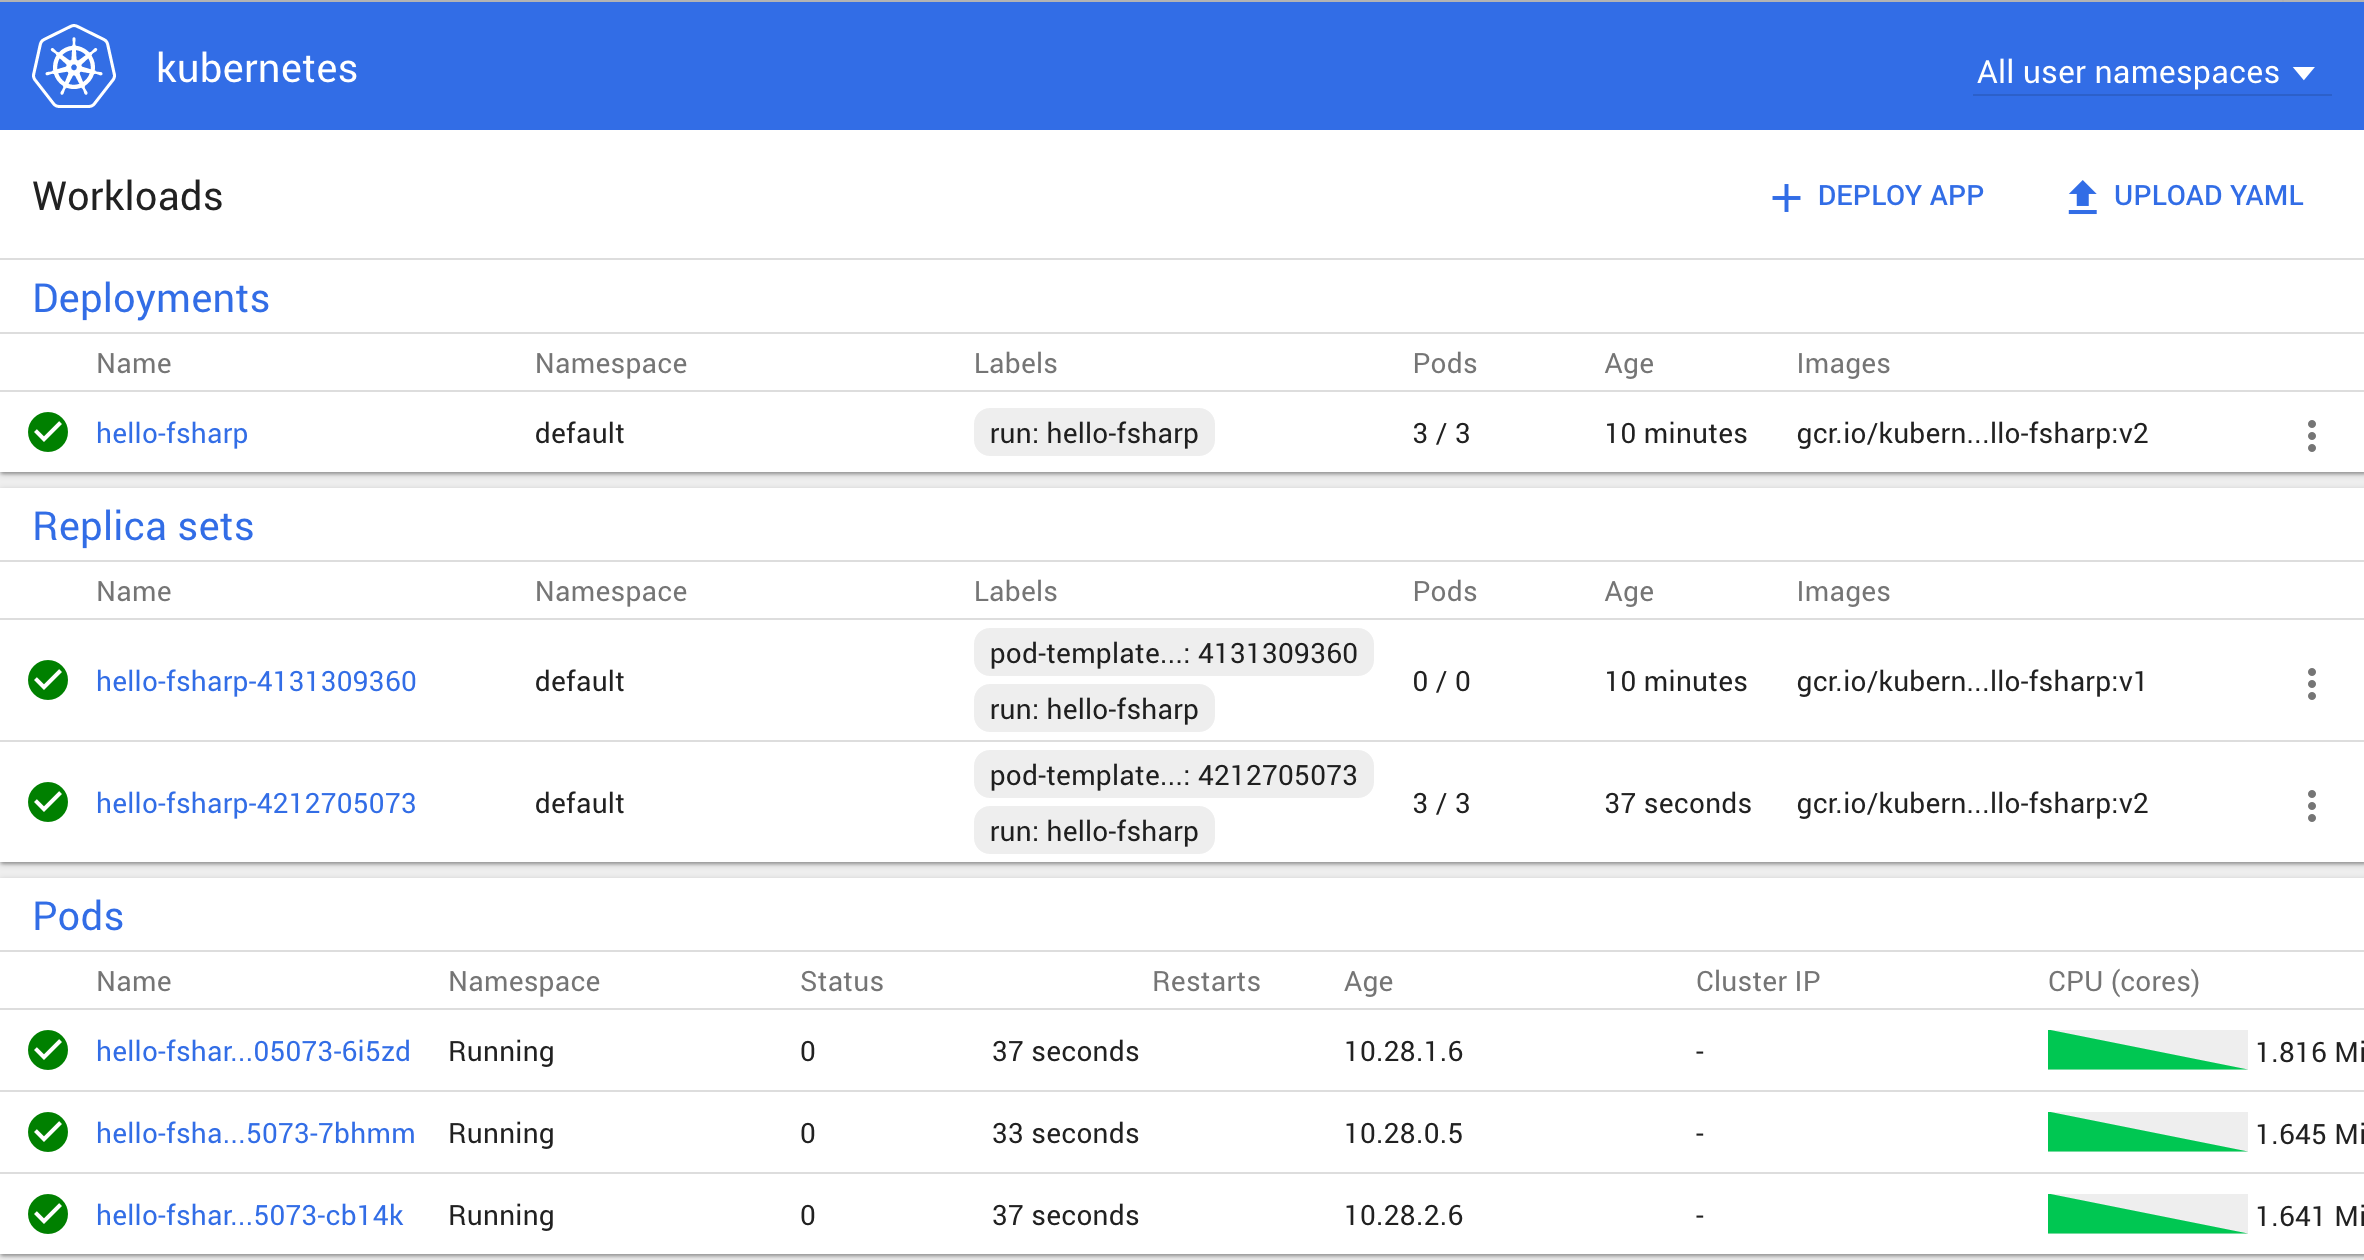 kubernetes
All user namespaces
Workloads
DEPLOY APP
UPLOAD YAML
Deployments
Name Namespace Labels Pods Age Images
hello-fsharp default run: hello-fsharp 3 / 3 10 minutes gcr.io/kubern...llo-fsharp:v2
Replica sets
Name Namespace Labels Pods Age Images
pod-template...: 4131309360
hello-fsharp-4131309360 default 0 / 0 10 minutes gcr.io/kubern...llo-fsharp:v1
run: hello-fsharp
pod-template...: 4212705073
hello-fsharp-4212705073 default 3 / 3 37 seconds gcr.io/kubern...llo-fsharp:v2
run: hello-fsharp
Pods
Name Namespace Status Restarts Age Cluster IP CPU (cores)
hello-fshar...05073-6i5zd Running 0 37 seconds 10.28.1.6 - 1.816 Mi
hello-fsha...5073-7bhmm Running 0 33 seconds 10.28.0.5 - 1.645 Mi
hello-fshar...5073-cb14k Running 0 37 seconds 10.28.2.6 - 1.641 Mi